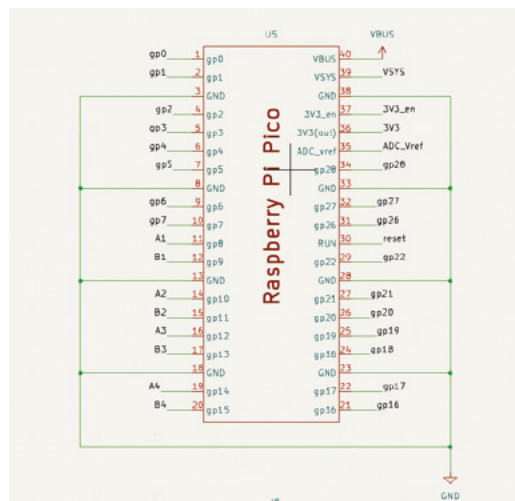 U5
VBUS
gp0 1 gp0 VBUS 40
gp1 2 gp1 VSYS 39 VSYS
3 GND GND 38
gp2 4 gp2 3V3_en 37 3V3_en
gp3 5 gp3 3V3(out) 36 3V3
gp4 6 gp4 ADC_Vref 35 ADC_Vref
gp5 7 gp5 gp28 34 gp28
8 GND GND 33
gp6 9 gp6 gp27 32 gp27
gp7 10 gp7 gp26 31 gp26
A1 11 gp8 RUN 30 reset
B1 12 gp9 gp22 29 gp22
13 GND GND 28
A2 14 gp10 gp21 27 gp21
B2 15 gp11 gp20 26 gp20
A3 16 gp12 gp19 25 gp19
B3 17 gp13 gp18 24 gp18
18 GND GND 23
A4 19 gp14 gp17 22 gp17
B4 20 gp15 gp16 21 gp16
Raspberry Pi Pico
GND